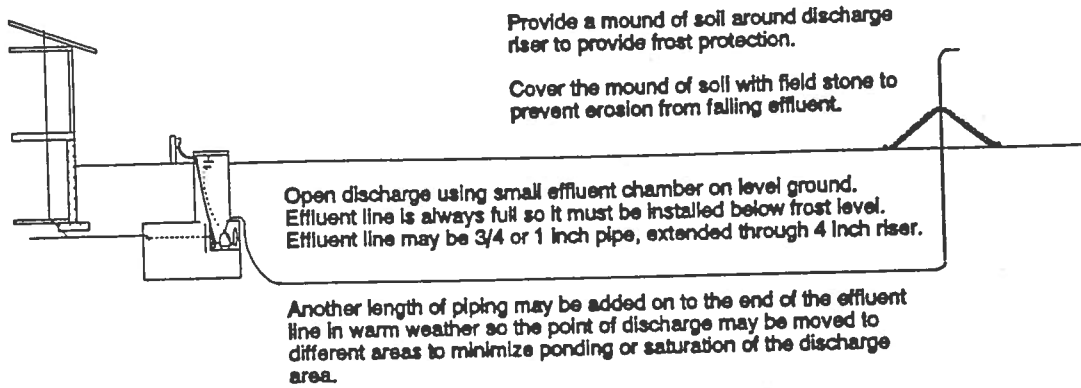 Provide a mound of soil around discharge
riser to provide frost protection.
Cover the mound of soil with field stone to
prevent erosion from falling effluent.
Open discharge using small effluent chamber on level ground.
Effluent line is always full so it must be installed below frost level.
Effluent line may be 3/4 or 1 inch pipe, extended through 4 inch riser.
Another length of piping may be added on to the end of the effluent
line in warm weather so the point of discharge may be moved to
different areas to minimize ponding or saturation of the discharge
area.